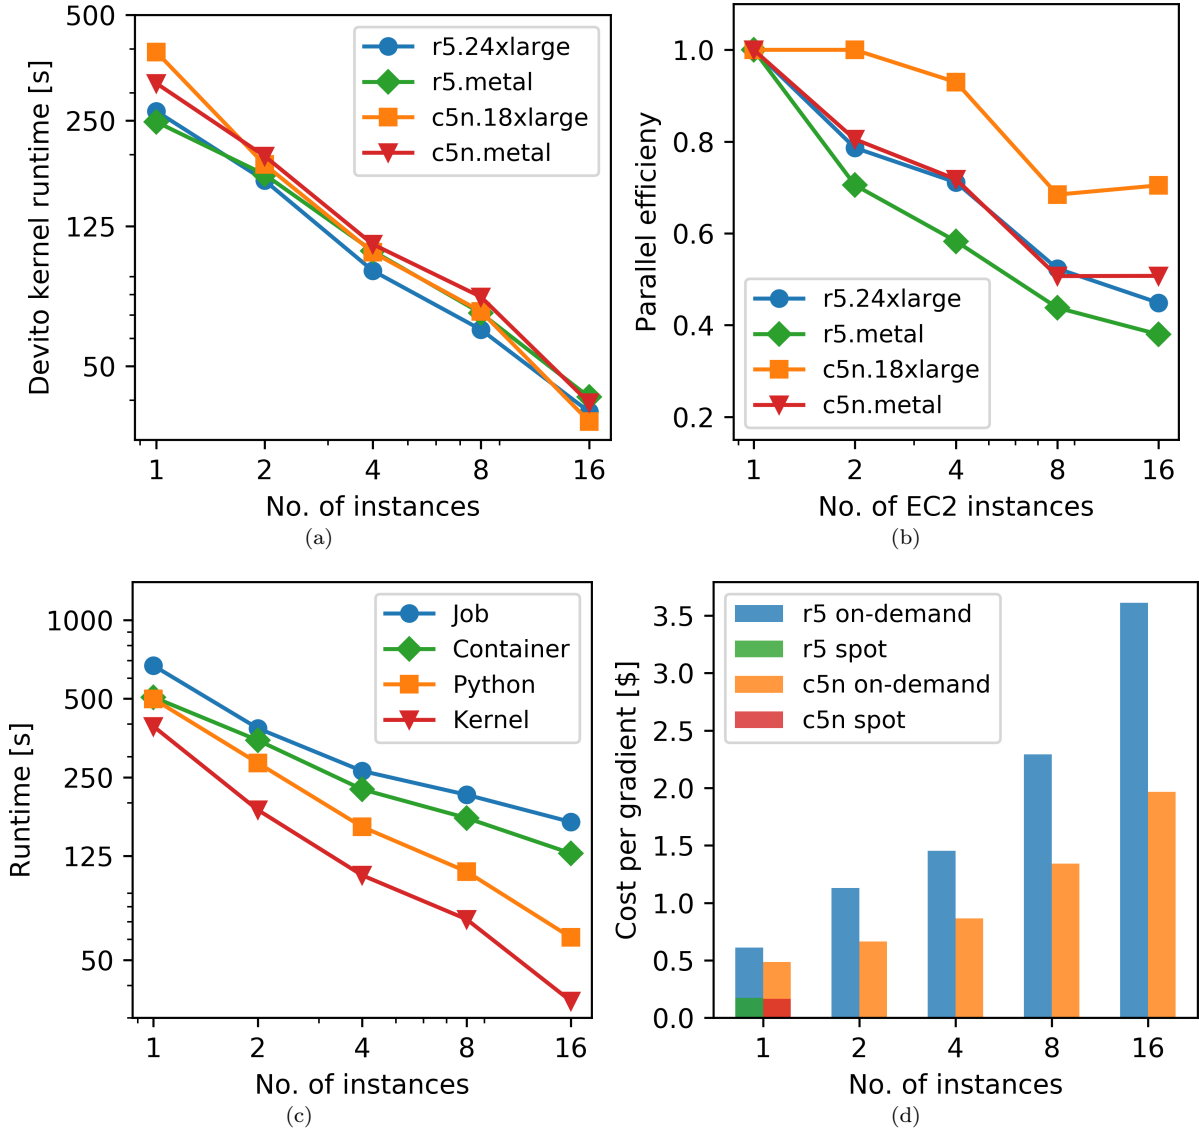 500
250
125
50
Devito kernel runtime [s]
r5.24xlarge
r5.metal
c5n.18xlarge
c5n.metal
1 2 4 8 16
No. of instances
(a)
1.0
0.8
0.6
0.4
0.2
Parallel efficieny
r5.24xlarge
r5.metal
c5n.18xlarge
c5n.metal
1 2 4 8 16
No. of EC2 instances
(b)
1000
500
250
125
50
Runtime [s]
Job
Container
Python
Kernel
1 2 4 8 16
No. of instances
(c)
3.5
3.0
2.5
2.0
1.5
1.0
0.5
0.0
Cost per gradient [$]
r5 on-demand
r5 spot
c5n on-demand
c5n spot
1 2 4 8 16
No. of instances
(d)